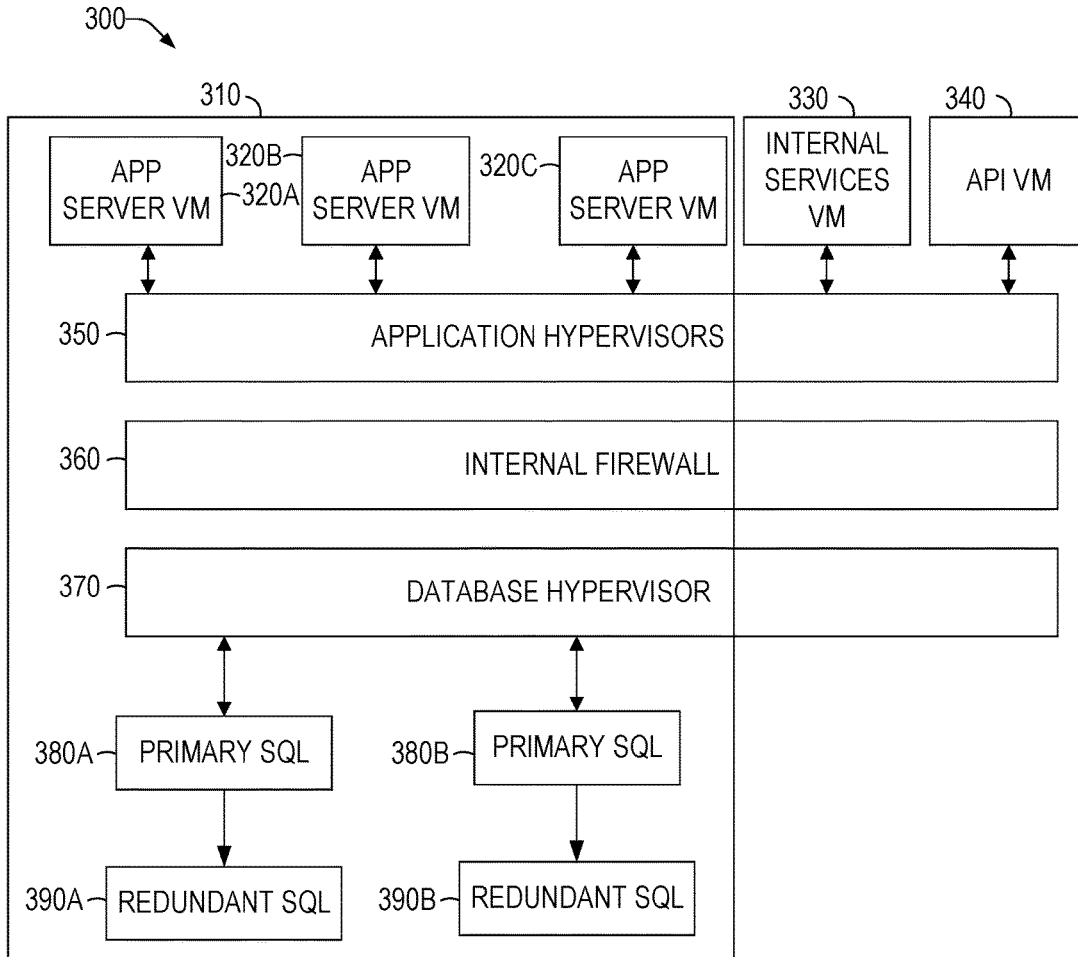 300
310
330
340
APP
SERVER VM
320A
320B
APP
SERVER VM
320C
APP
SERVER VM
INTERNAL
SERVICES
VM
API VM
350
APPLICATION HYPERVISORS
360
INTERNAL FIREWALL
370
DATABASE HYPERVISOR
380A
PRIMARY SQL
380B
PRIMARY SQL
390A
REDUNDANT SQL
390B
REDUNDANT SQL